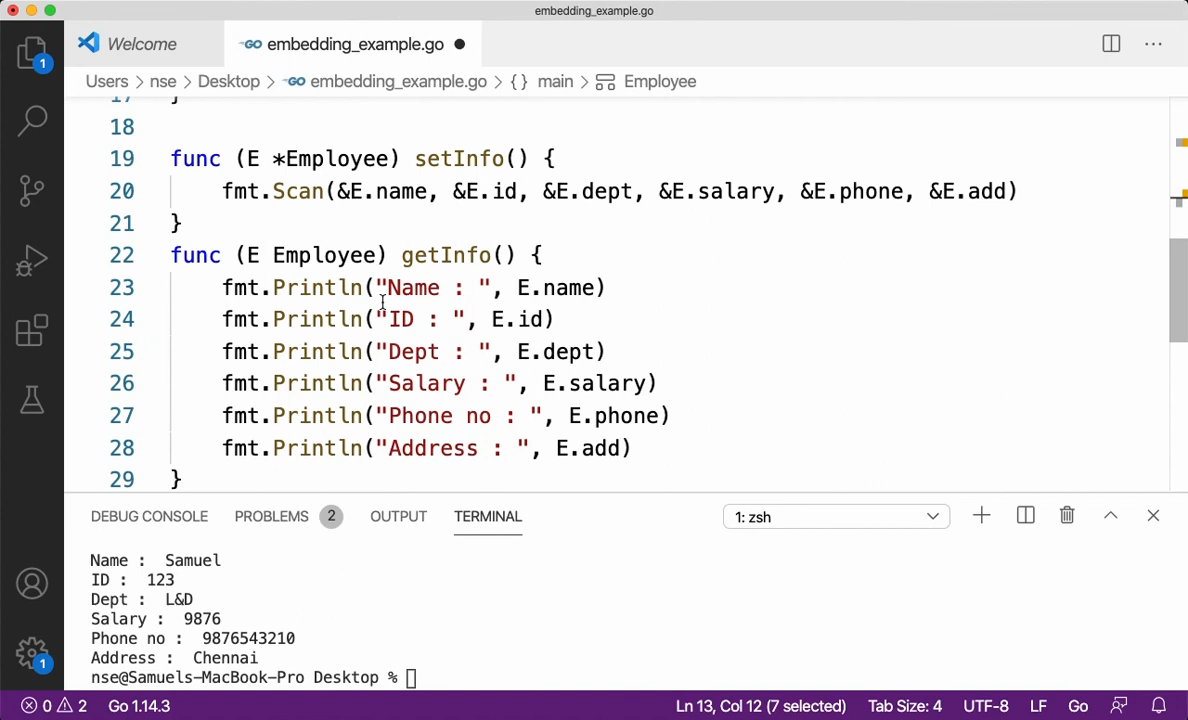 embedding_example.go
Welcome
GO embedding_example.go
Users > nse > Desktop > GO embedding_example.go > {} main > Employee
1
17 }
18
19 func (E *Employee) setInfo() {
20 fmt.Scan(&E.name, &E.id, &E.dept, &E.salary, &E.phone, &E.add)
21 }
22 func (E Employee) getInfo() {
23 fmt.Println("Name : ", E.name)
24 fmt.Println("ID : ", E.id)
25 fmt.Println("Dept : ", E.dept)
26 fmt.Println("Salary : ", E.salary)
27 fmt.Println("Phone no : ", E.phone)
28 fmt.Println("Address : ", E.add)
29 }
DEBUG CONSOLE PROBLEMS 2 OUTPUT TERMINAL 1: zsh
Name :  Samuel
ID :  123
Dept :  L&D
Salary :  9876
Phone no :  9876543210
Address :  Chennai
nse@Samuels-MacBook-Pro Desktop %
1
0 2 Go 1.14.3 Ln 13, Col 12 (7 selected) Tab Size: 4 UTF-8 LF Go